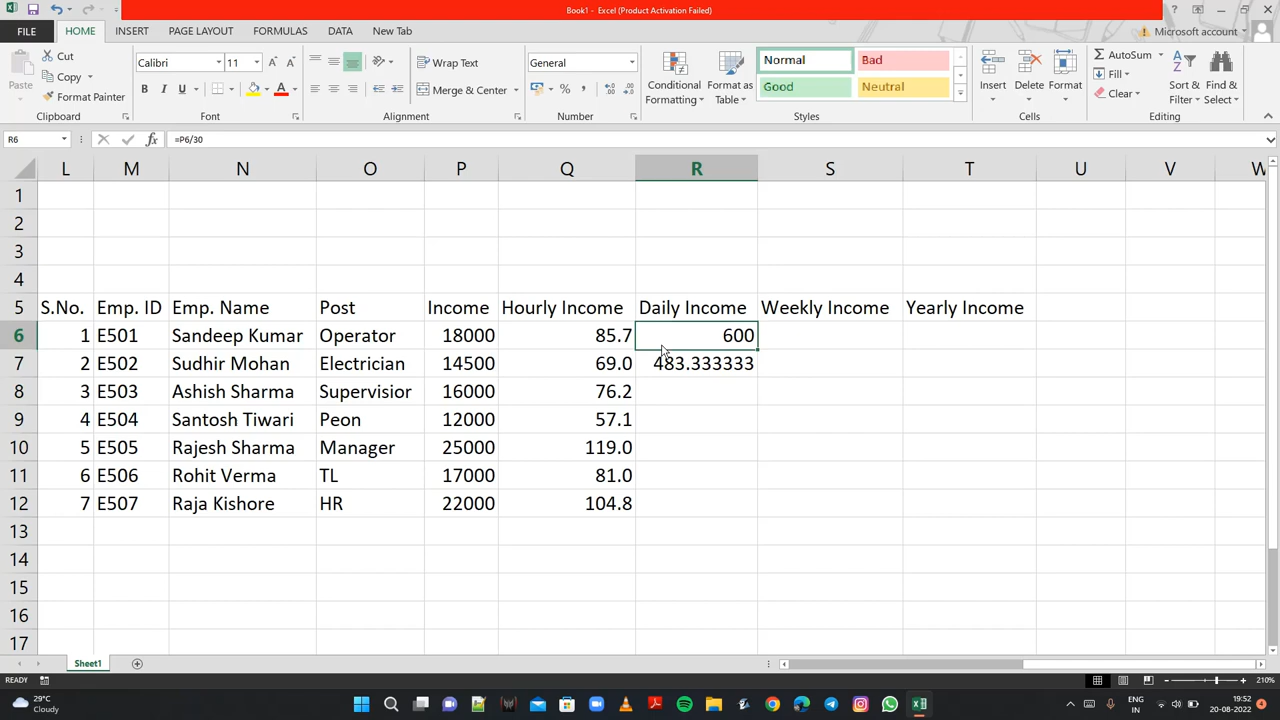 Book1 - Excel (Product Activation Failed)
FILE HOME INSERT PAGE LAYOUT FORMULAS DATA New Tab Microsoft account
Cut
Copy
Format Painter
Paste
Clipboard
Calibri 11
B I U
A
Font
Wrap Text
Merge & Center
Alignment
General
%
Number
Conditional Formatting
Format as Table
Normal Bad
Good Neutral
Styles
Insert Delete Format
Cells
AutoSum
Fill
Clear
Sort & Filter
Find & Select
Editing
R6 fx =P6/30
L M N O P Q R S T U V W
1
2
3
4
5 S.No. Emp. ID Emp. Name Post Income Hourly Income Daily Income Weekly Income Yearly Income
6 1 E501 Sandeep Kumar Operator 18000 85.7 600
7 2 E502 Sudhir Mohan Electrician 14500 69.0 483.333333
8 3 E503 Ashish Sharma Supervisior 16000 76.2
9 4 E504 Santosh Tiwari Peon 12000 57.1
10 5 E505 Rajesh Sharma Manager 25000 119.0
11 6 E506 Rohit Verma TL 17000 81.0
12 7 E507 Raja Kishore HR 22000 104.8
13
14
15
16
17
Sheet1
READY 210%
29°C
Cloudy
ENG
IN
19:52
20-08-2022